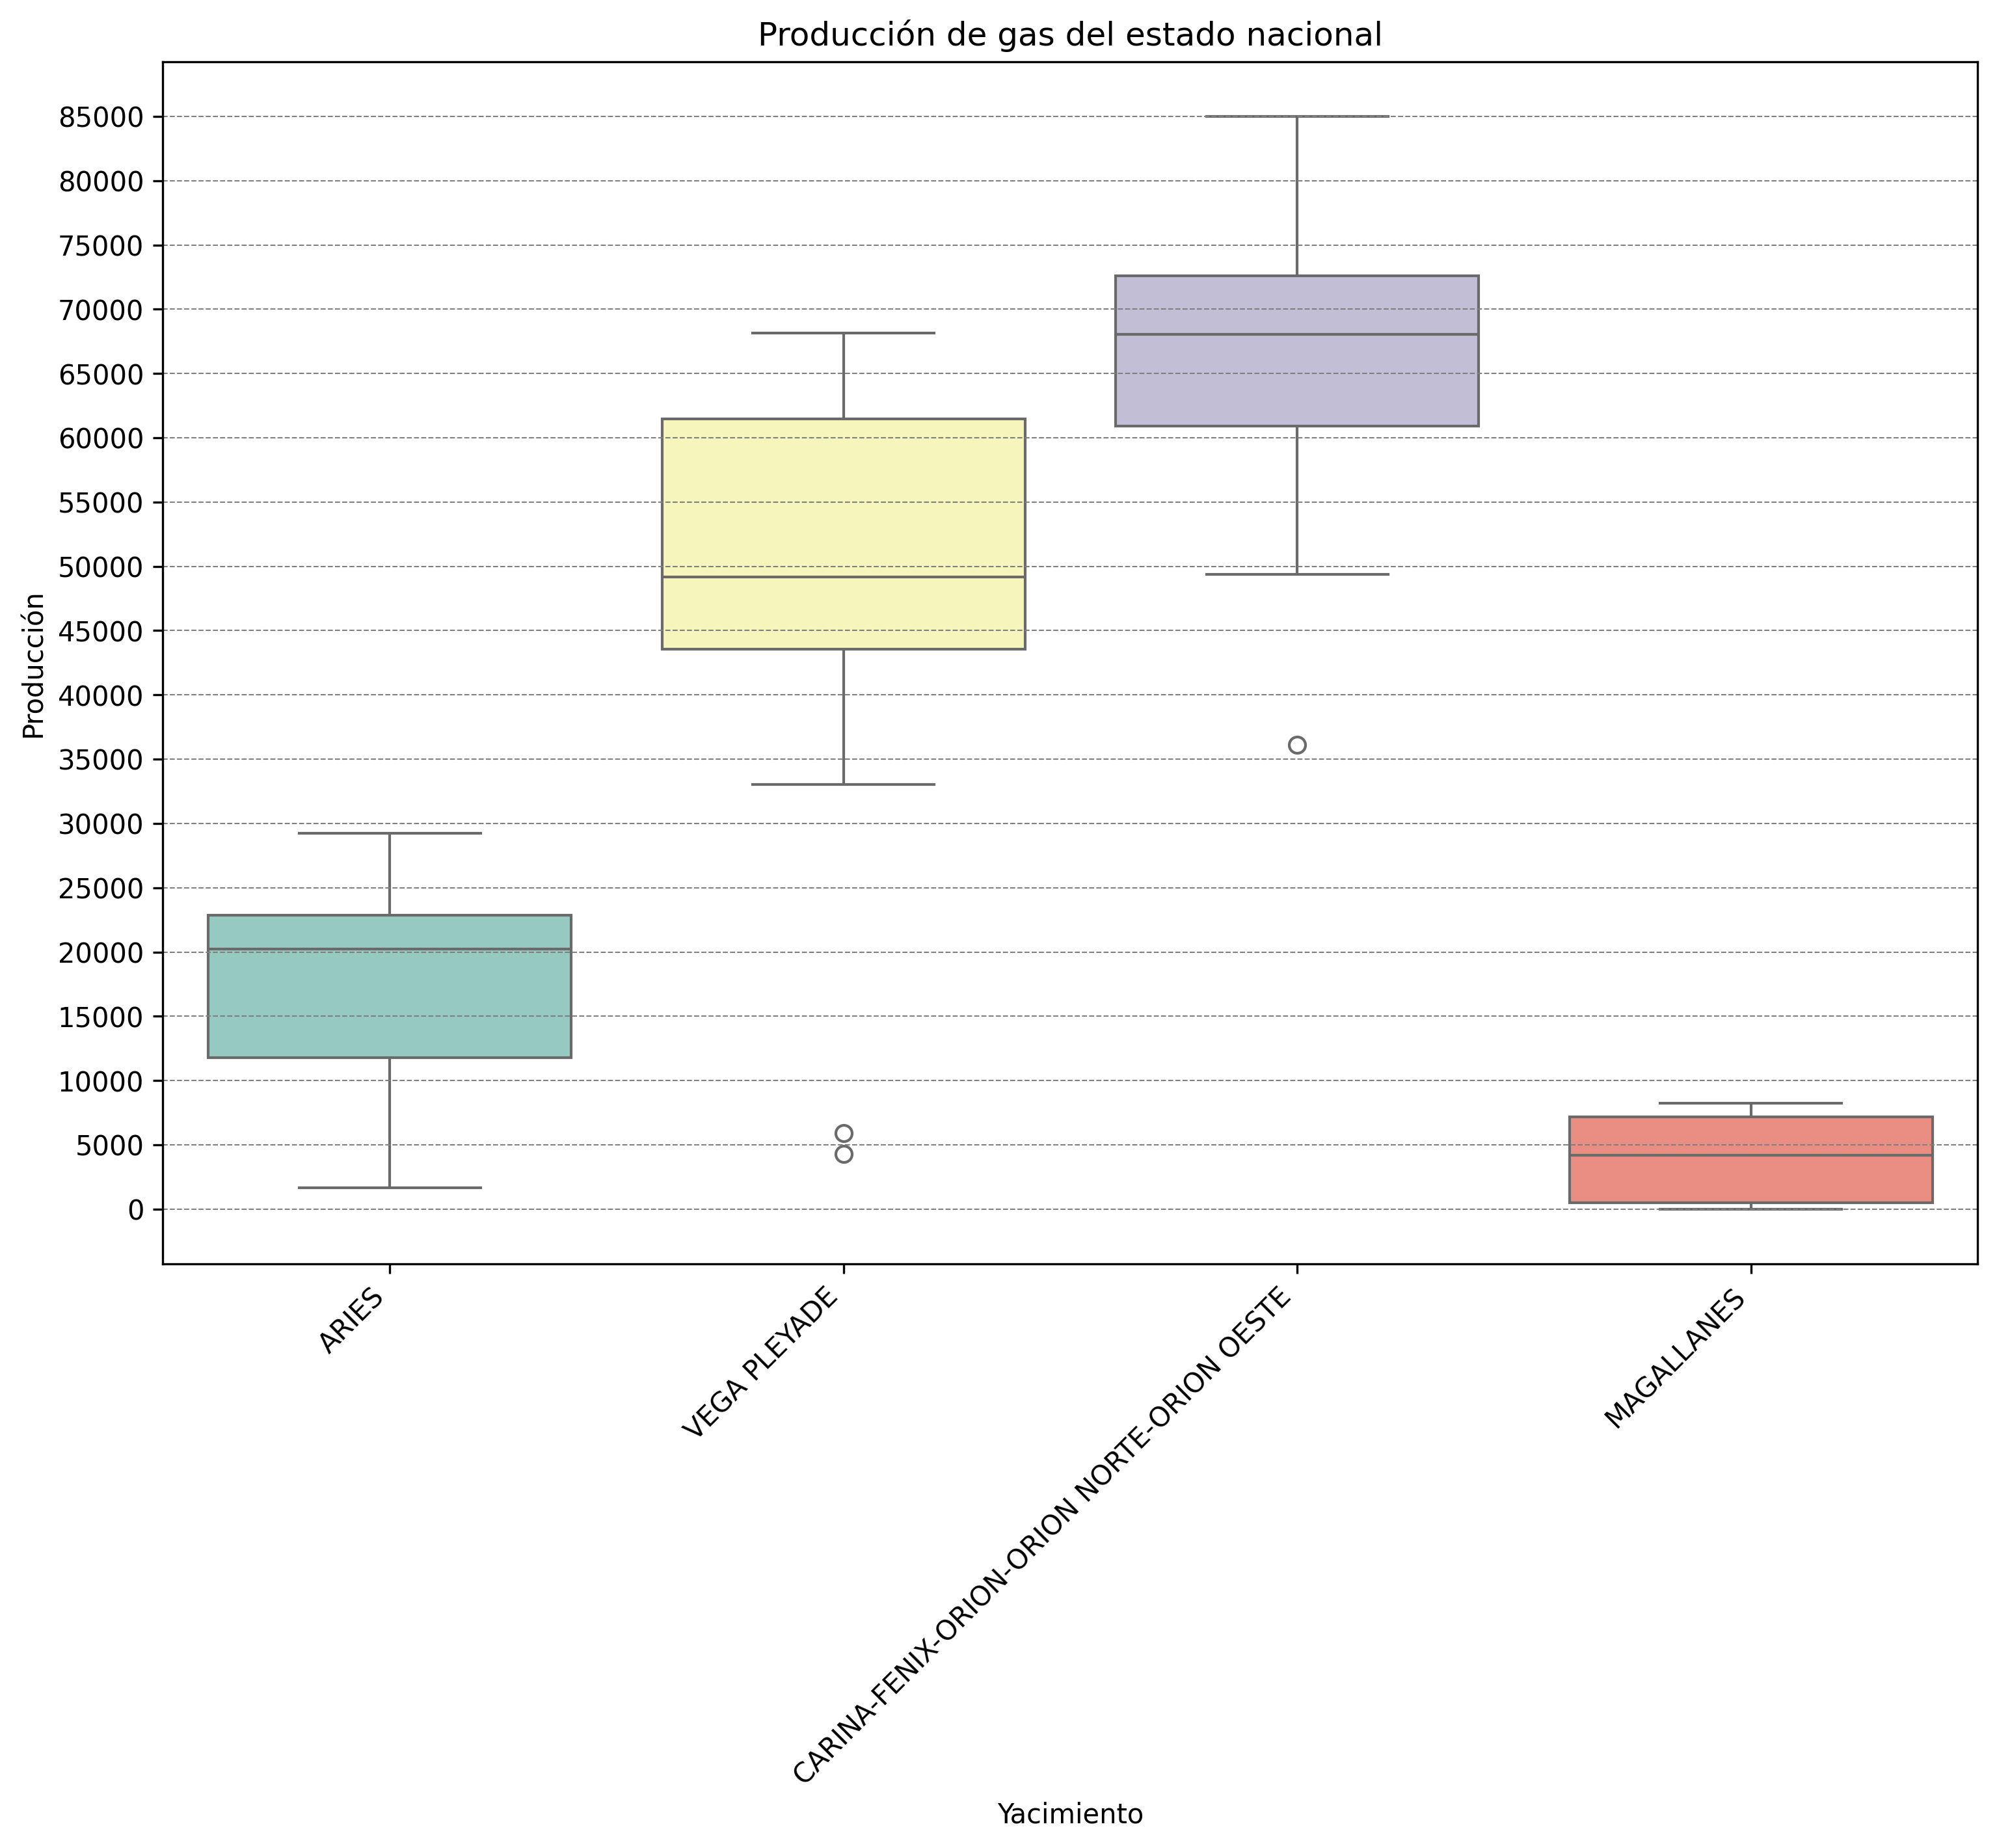 Producción de gas del estado nacional
Producción
85000
80000
75000
70000
65000
60000
55000
50000
45000
40000
35000
30000
25000
20000
15000
10000
5000
0
ARIES
VEGA PLEYADE
CARINA-FENIX-ORION-ORION NORTE-ORION OESTE
MAGALLANES
Yacimiento